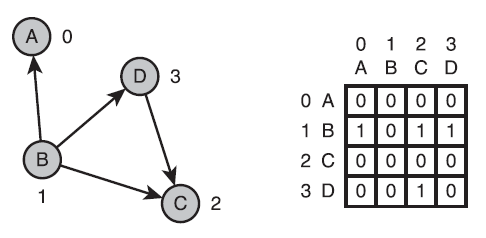 A 0
D 3
B
1
C 2
0 1 2 3
A B C D
0 A 0 0 0 0
1 B 1 0 1 1
2 C 0 0 0 0
3 D 0 0 1 0